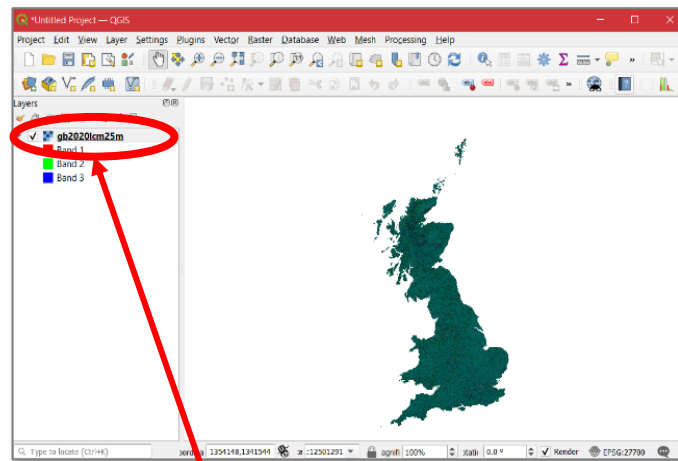 *Untitled Project — QGIS
Project Edit View Layer Settings Plugins Vector Raster Database Web Mesh Processing Help
Layers
gb2020lcm25m
Band 1
Band 2
Band 3
Type to locate (Ctrl+K)
1354148,1341544
:12501291
agnifi 100%
0.0 °
Render
EPSG:27700